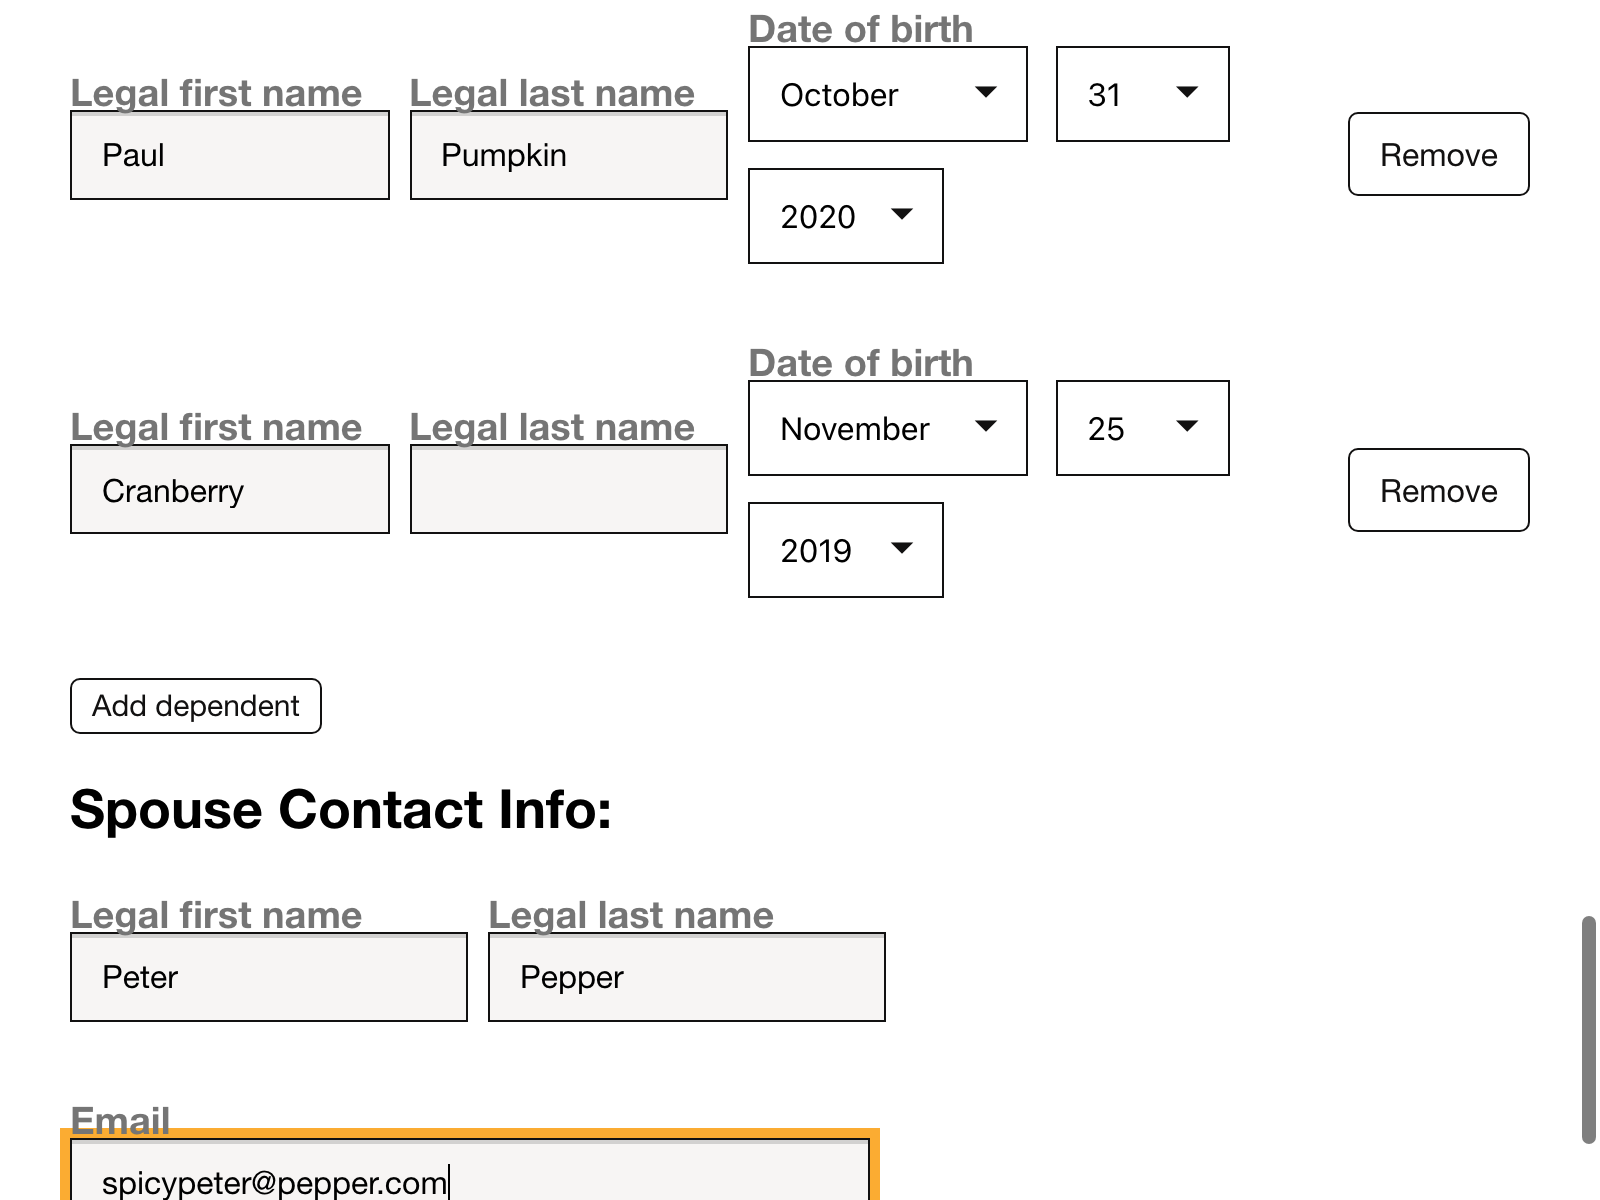 Date of birth
Legal first name Legal last name October 31
Paul Pumpkin Remove
2020
Date of birth
Legal first name Legal last name November 25
Cranberry Remove
2019
Add dependent
Spouse Contact Info:
Legal first name Legal last name
Peter Pepper
Email
spicypeter@pepper.com